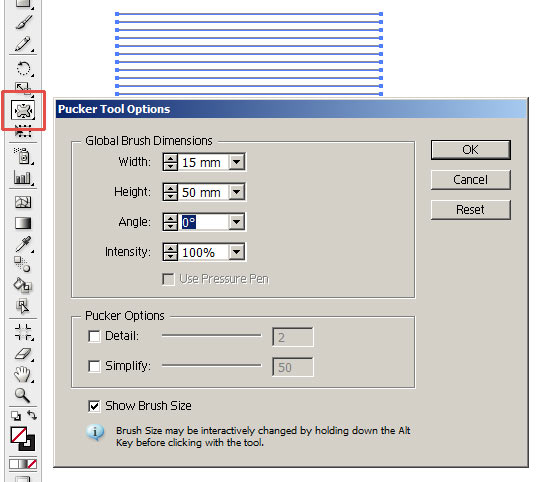 Pucker Tool Options
Global Brush Dimensions
Width: 15 mm
Height: 50 mm
Angle: 0°
Intensity: 100%
Use Pressure Pen
OK
Cancel
Reset
Pucker Options
Detail: 2
Simplify: 50
Show Brush Size
Brush Size may be interactively changed by holding down the Alt
Key before clicking with the tool.